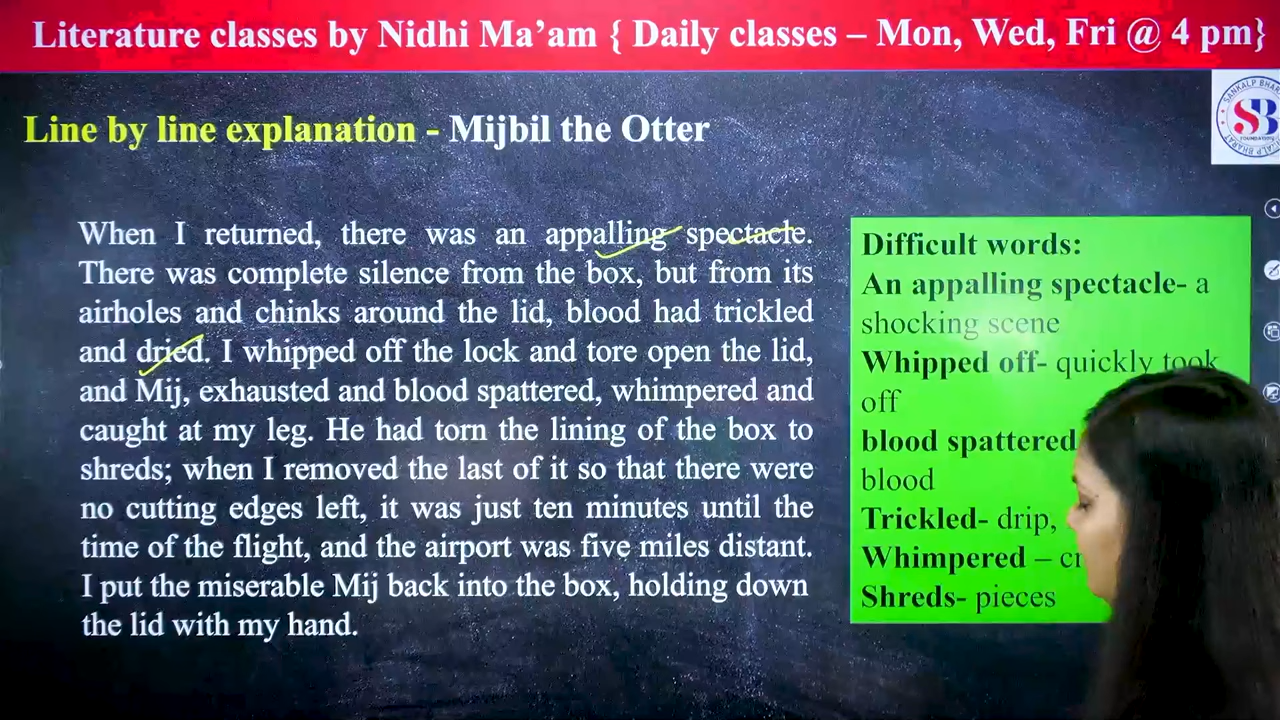 Literature classes by Nidhi Ma’am { Daily classes – Mon, Wed, Fri @ 4 pm}
Line by line explanation - Mijbil the Otter
SANKALP BHARAT
SB
FOUNDATION
When I returned, there was an appalling spectacle.
There was complete silence from the box, but from its
airholes and chinks around the lid, blood had trickled
and dried. I whipped off the lock and tore open the lid,
and Mij, exhausted and blood spattered, whimpered and
caught at my leg. He had torn the lining of the box to
shreds; when I removed the last of it so that there were
no cutting edges left, it was just ten minutes until the
time of the flight, and the airport was five miles distant.
I put the miserable Mij back into the box, holding down
the lid with my hand.
Difficult words:
An appalling spectacle- a
shocking scene
Whipped off- quickly took
off
blood spattered
blood
Trickled- drip,
Whimpered –
Shreds- pieces